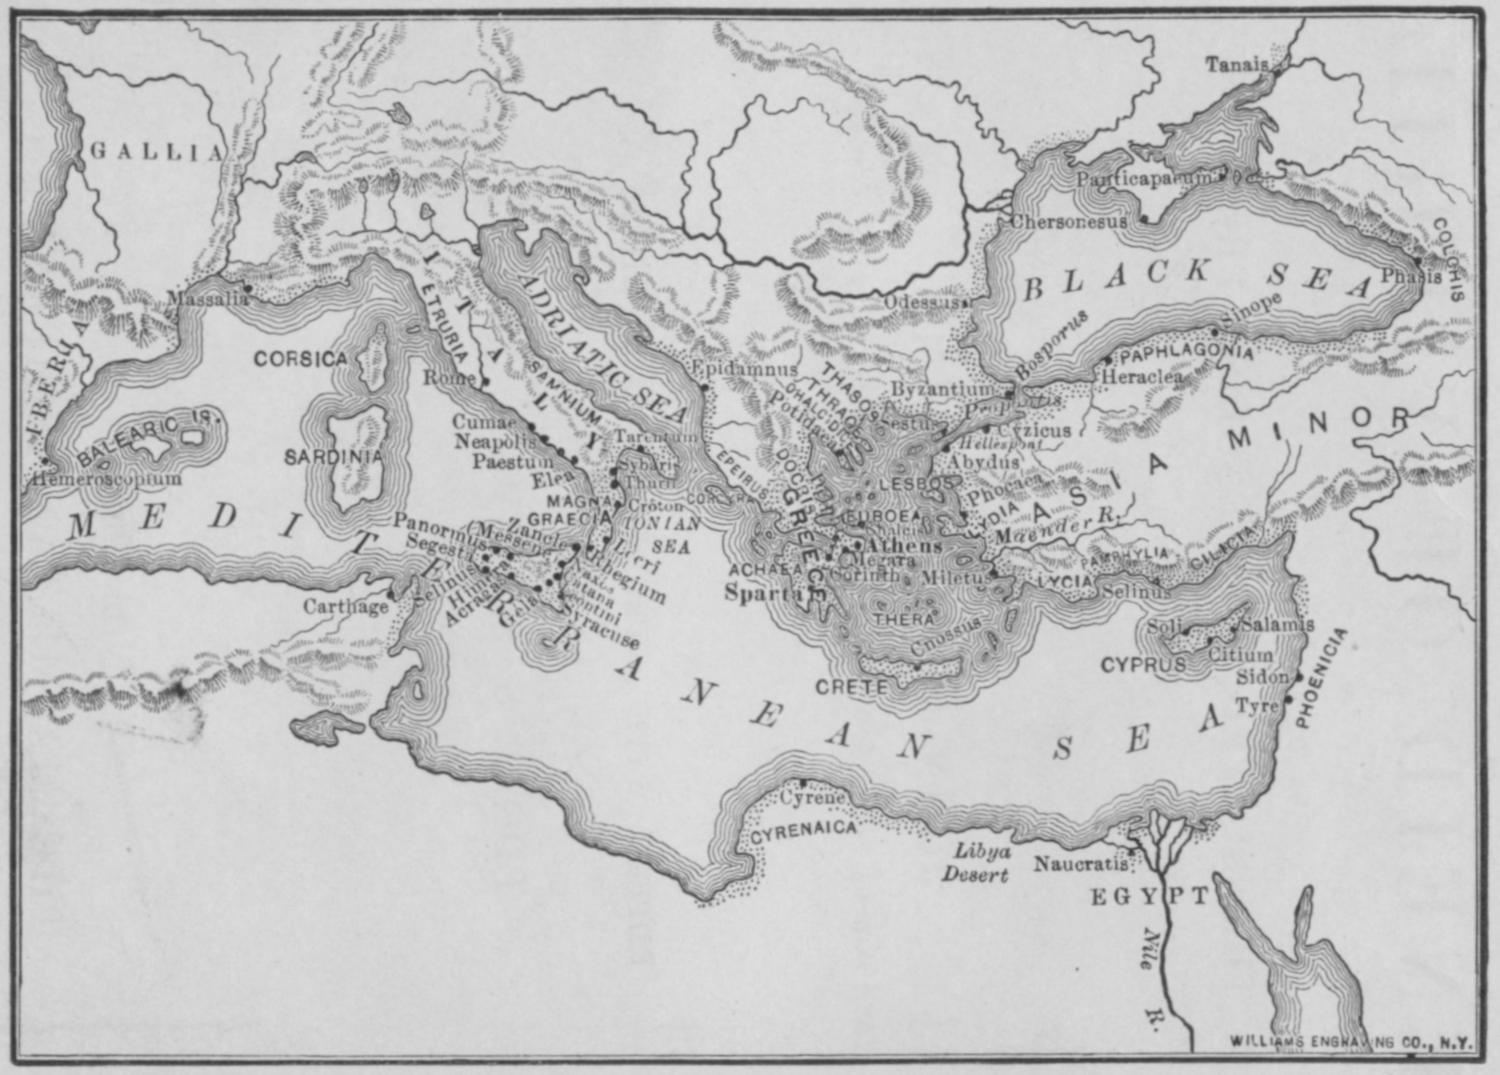 Tanais
GALLIA
Panticapaeum
Chersonesus
COLCHIS
ITALY
BLACK SEA
Phasis
Massalia
ETRURIA
ADRIATIC SEA
Odessus
Sinope
Bosporus
IBERIA
CORSICA
Rome
SAMNIUM
Epidamnus
THASOS
THRACE
CHALCIDICE
Potidaea
Byzantium
PAPHLAGONIA
Heraclea
Propontis
BALEARIC IS.
Cumae
Neapolis
Paestum
Elea
Tarentum
Sybaris
Thurii
Sestus
Cyzicus
Hellespont
Abydus
ASIA MINOR
Hemeroscopium
SARDINIA
EPEIRUS
LESBOS
Phocaea
MAGNA
GRAECIA
Croton
IONIAN
SEA
CORCYRA
GREECE
EUBOEA
LYDIA
Maeander R.
MEDITERRANEAN SEA
Panormus
Segesta
Zancle
(Messene)
Locri
Rhegium
Athens
Megara
Corinth
ACHAEA
Sparta
Miletus
PAMPHYLIA
CILICIA
LYCIA
Selinus
Carthage
Selinus
Himera
Acragas
Gela
Naxos
Catana
Leontini
Syracuse
THERA
Cnossus
CRETE
Soli
Salamis
Citium
CYPRUS
Sidon
Tyre
PHOENICIA
Cyrene
CYRENAICA
Libya
Desert
Naucratis
EGYPT
Nile R.
WILLIAMS ENGRAVING CO., N.Y.